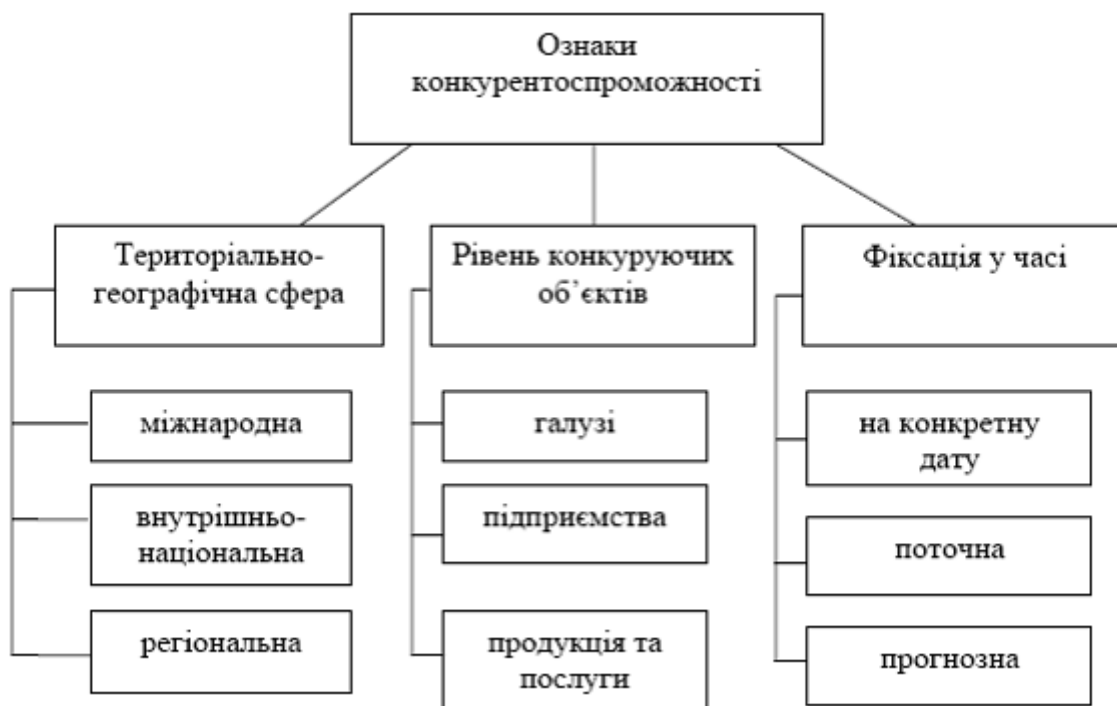 Ознаки
конкурентоспроможності
Територіально-
географічна сфера
міжнародна
внутрішньо-
національна
регіональна
Рівень конкуруючих
об’єктів
галузі
підприємства
продукція та
послуги
Фіксація у часі
на конкретну
дату
поточна
прогнозна